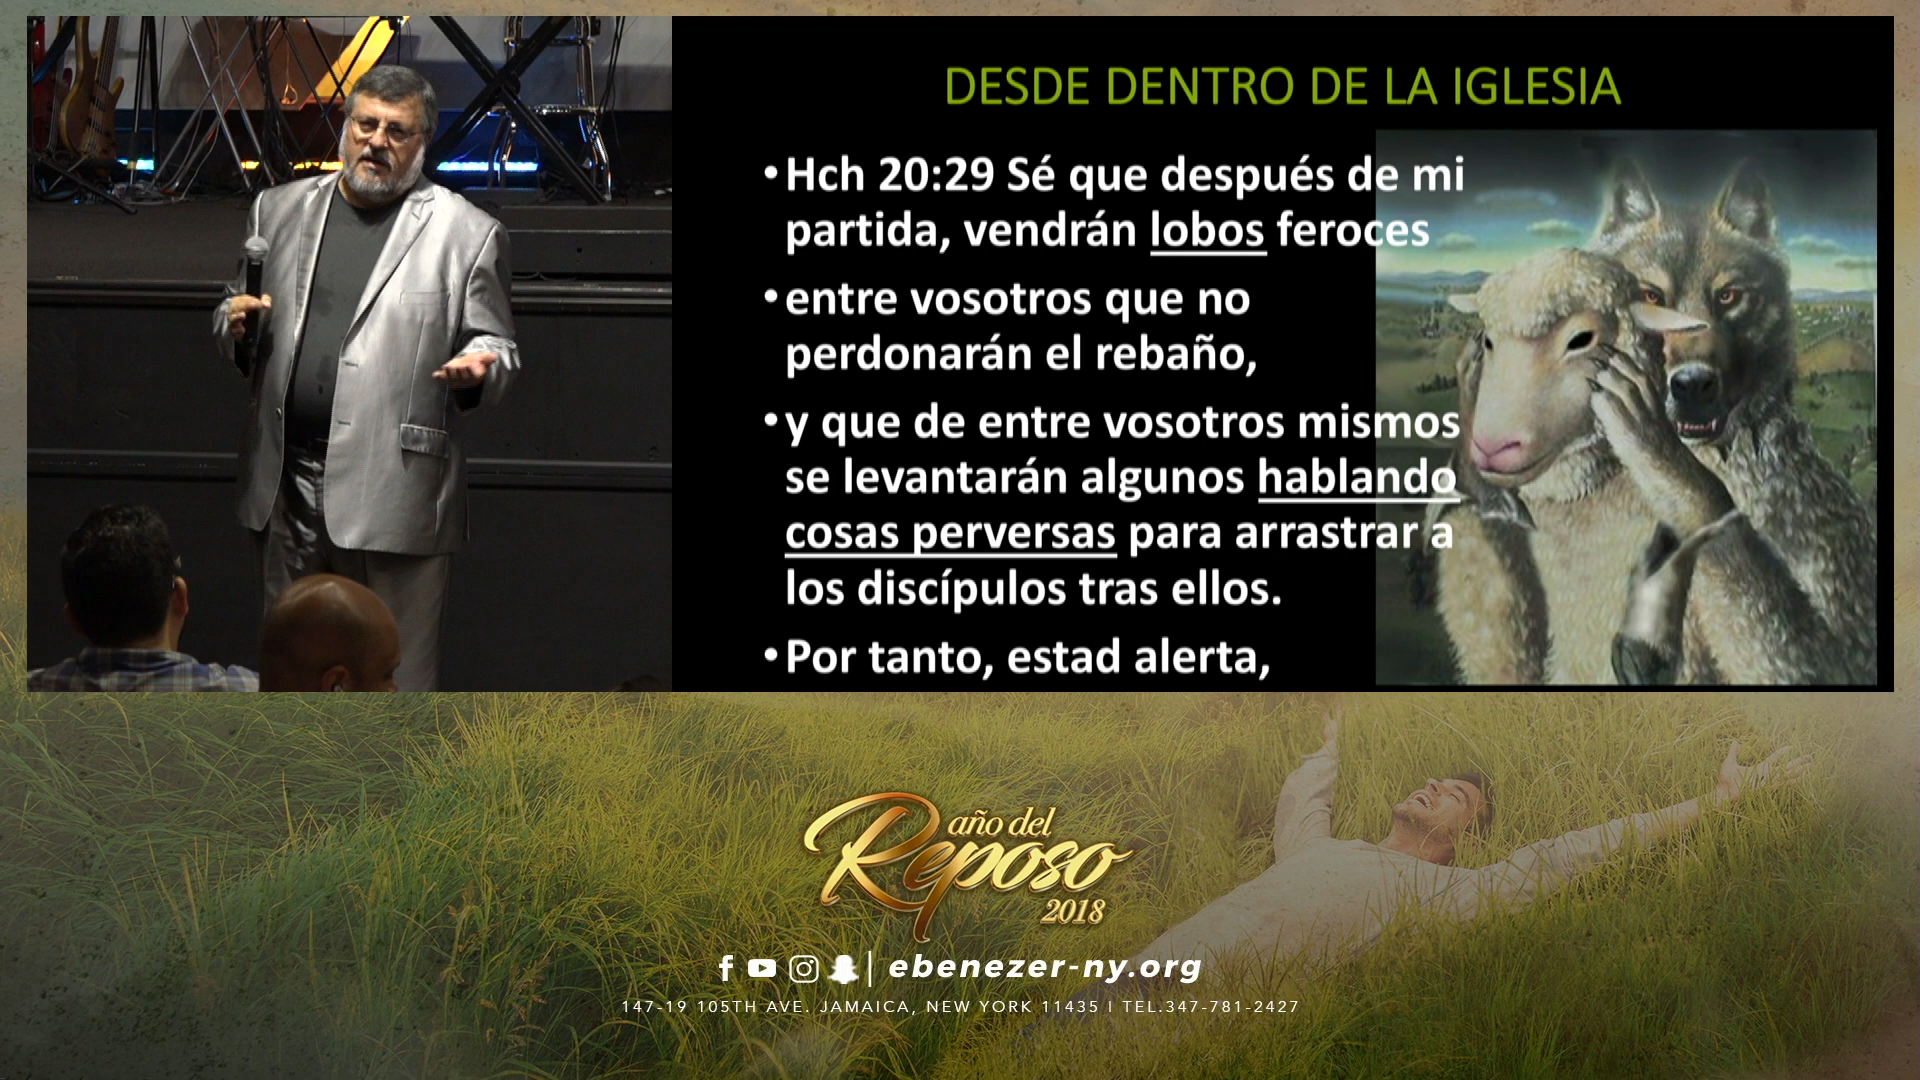 DESDE DENTRO DE LA IGLESIA
• Hch 20:29 Sé que después de mi
partida, vendrán lobos feroces
• entre vosotros que no
perdonarán el rebaño,
• y que de entre vosotros mismos
se levantarán algunos hablando
cosas perversas para arrastrar a
los discípulos tras ellos.
• Por tanto, estad alerta,
año del
Reposo
2018
ebenezer-ny.org
147-19 105TH AVE. JAMAICA, NEW YORK 11435 | TEL.347-781-2427